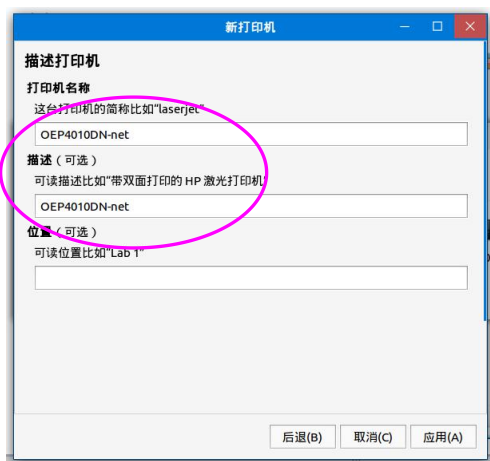 新打印机
描述打印机
打印机名称
这台打印机的简称比如"laserjet"
OEP4010DN-net
描述（可选）
可读描述比如"带双面打印的 HP 激光打印机"
OEP4010DN-net
位置（可选）
可读位置比如"Lab 1"
后退(B) 取消(C) 应用(A)